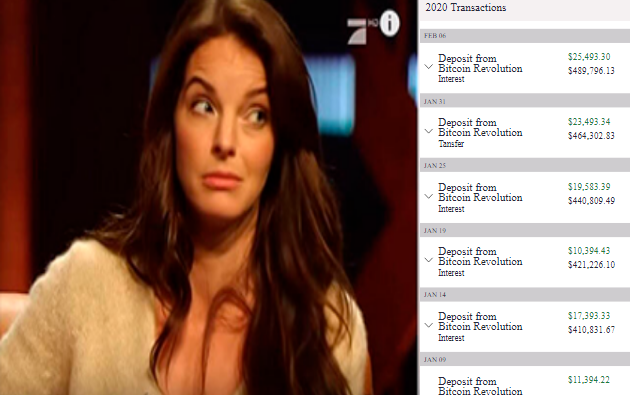 HD
i
2020 Transactions
FEB 06
Deposit from
Bitcoin Revolution
Interest
$25,493.30
$489,796.13
JAN 31
Deposit from
Bitcoin Revolution
Tansfer
$23,493.34
$464,302.83
JAN 25
Deposit from
Bitcoin Revolution
Interest
$19,583.39
$440,809.49
JAN 19
Deposit from
Bitcoin Revolution
Interest
$10,394.43
$421,226.10
JAN 14
Deposit from
Bitcoin Revolution
Interest
$17,393.33
$410,831.67
JAN 09
Deposit from
Bitcoin Revolution
$11,394.22